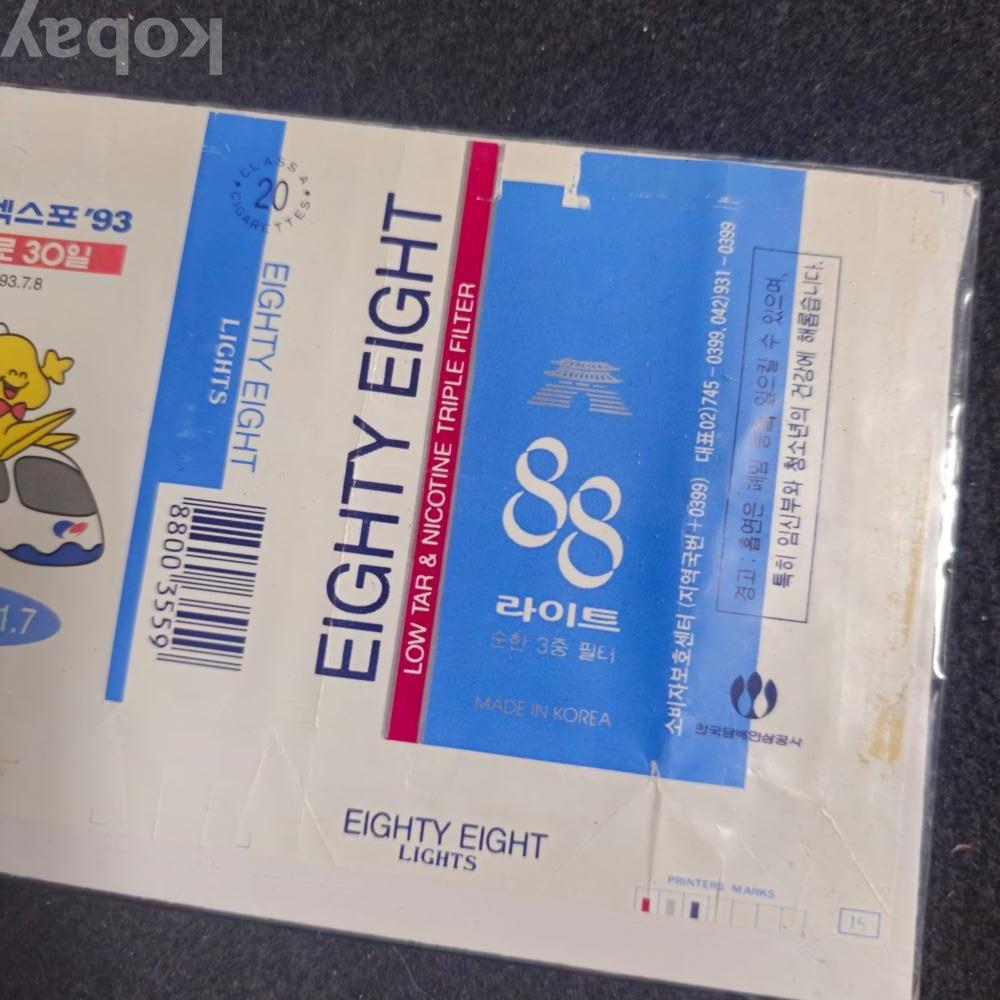 kobay
엑스포 '93
로 30일
93.7.8
1.7
CLASS A
20
CIGARETTES
EIGHTY EIGHT
LIGHTS
8800 3559
EIGHTY EIGHT
LOW TAR & NICOTINE TRIPLE FILTER
88
라이트
순한 3중 필터
MADE IN KOREA
소비자보호센터 (지역국번+0399) 대표02)745-0399, 042)931-0399
경고 : 흡연은 폐암 등을 일으킬 수 있으며,
특히 임신부와 청소년의 건강에 해롭습니다.
한국담배인삼공사
EIGHTY EIGHT
LIGHTS
PRINTERS MARKS
15